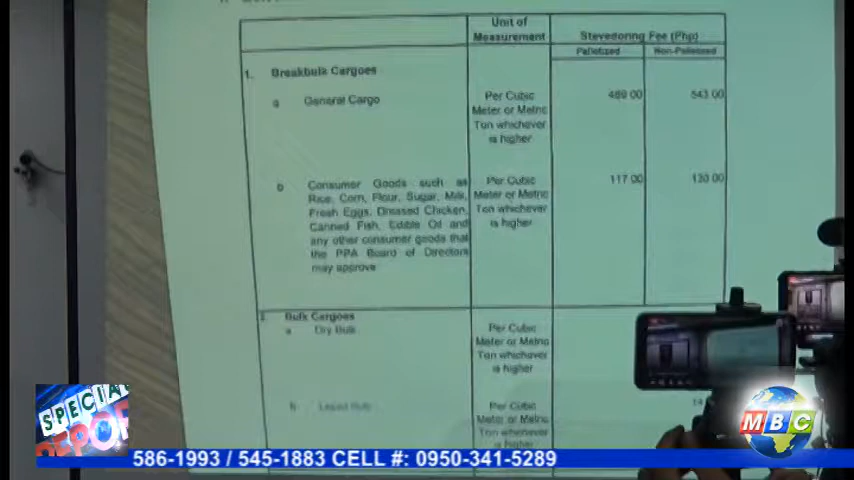 Unit of
Measurement
Stevedoring Fee (Php)
Palletized
Non-Palletized
1. Breakbulk Cargoes
a General Cargo
Per Cubic
Meter or Metric
Ton whichever
is higher
489.00
543.00
b Consumer Goods such as
Rice, Corn, Flour, Sugar, Milk,
Fresh Eggs, Dressed Chicken,
Canned Fish, Edible Oil and
any other consumer goods that
the PPA Board of Directors
may approve
Per Cubic
Meter or Metric
Ton whichever
is higher
117.00
130.00
2. Bulk Cargoes
a Dry Bulk
Per Cubic
Meter or Metric
Ton whichever
is higher
b Liquid Bulk
Per Cubic
Meter or Metric
Ton whichever
is higher
SPECIAL
REPORT
MBC
586-1993 / 545-1883 CELL #: 0950-341-5289